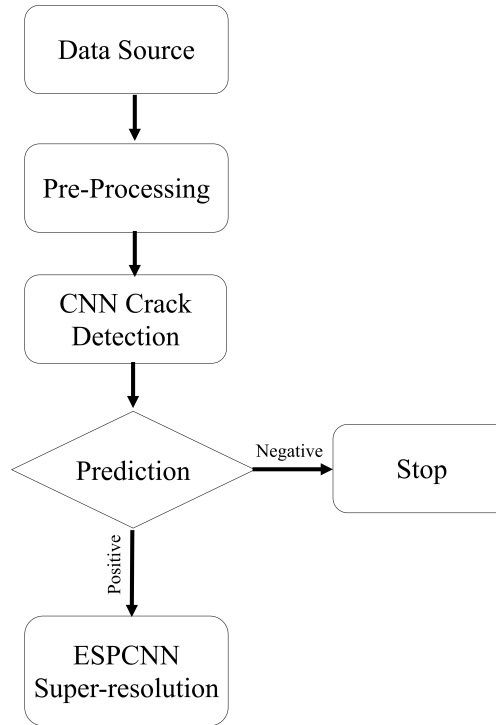 Data Source
Pre-Processing
CNN Crack
Detection
Prediction
Negative
Stop
Positive
ESPCNN
Super-resolution